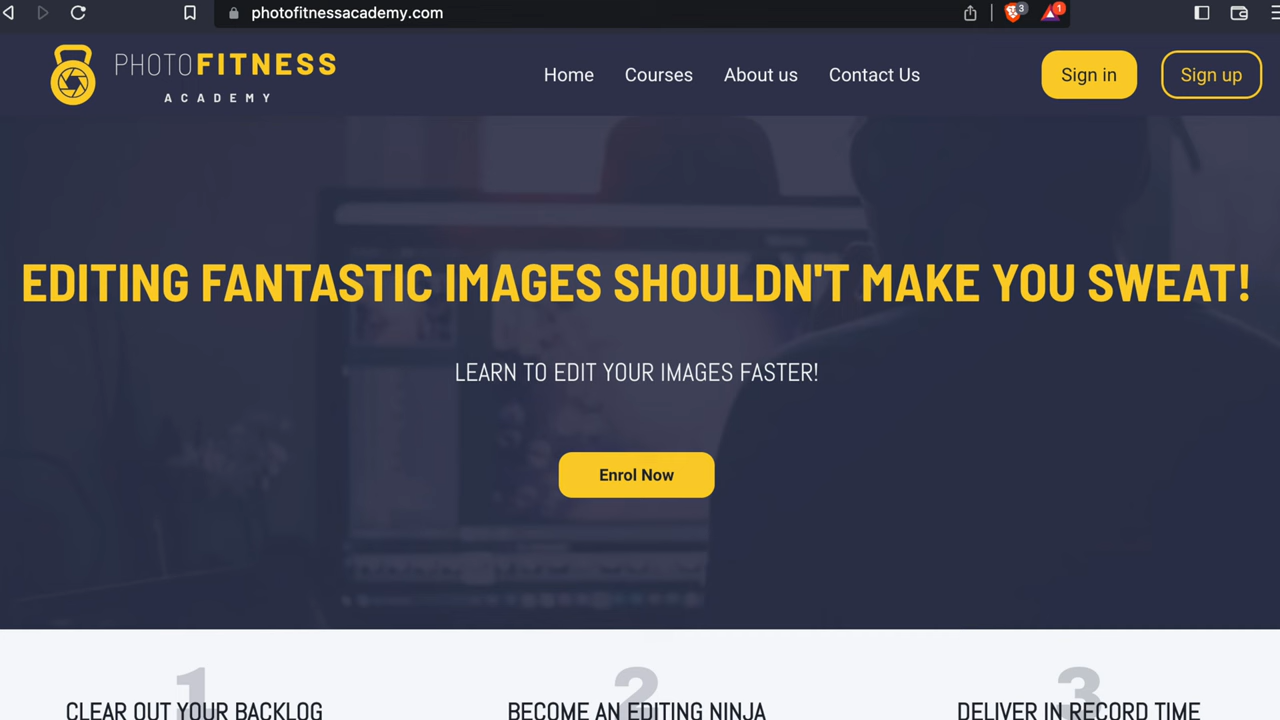 photofitnessacademy.com
3
1
PHOTOFITNESS
ACADEMY
Home
Courses
About us
Contact Us
Sign in
Sign up
EDITING FANTASTIC IMAGES SHOULDN'T MAKE YOU SWEAT!
LEARN TO EDIT YOUR IMAGES FASTER!
Enrol Now
1
CLEAR OUT YOUR BACKLOG
2
BECOME AN EDITING NINJA
3
DELIVER IN RECORD TIME